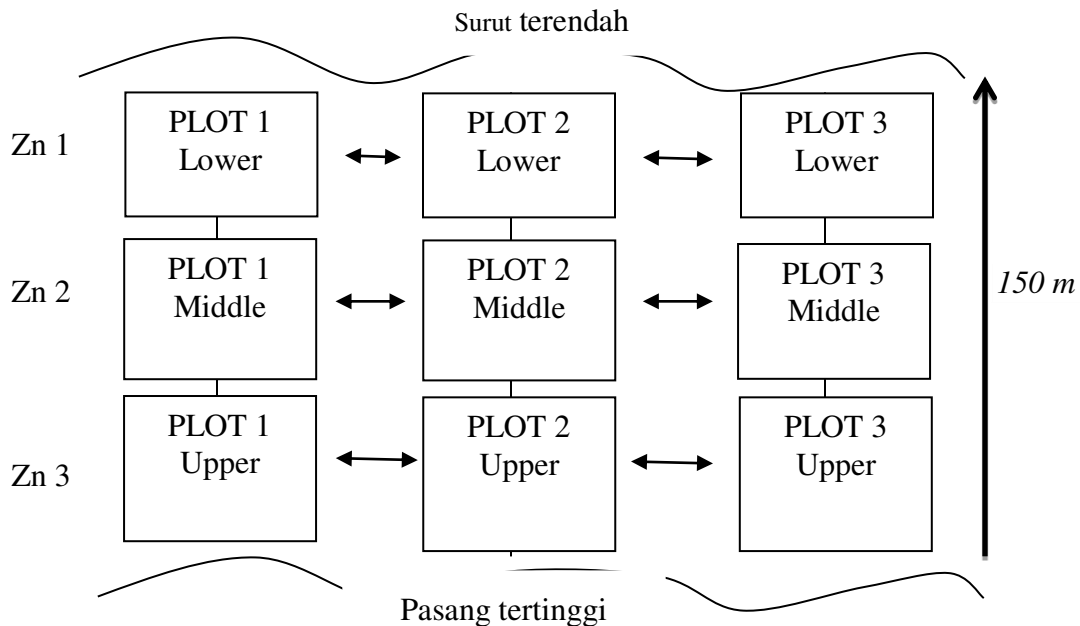 Surut terendah
Zn 1
PLOT 1
Lower
PLOT 2
Lower
PLOT 3
Lower
Zn 2
PLOT 1
Middle
PLOT 2
Middle
PLOT 3
Middle
150 m
Zn 3
PLOT 1
Upper
PLOT 2
Upper
PLOT 3
Upper
Pasang tertinggi